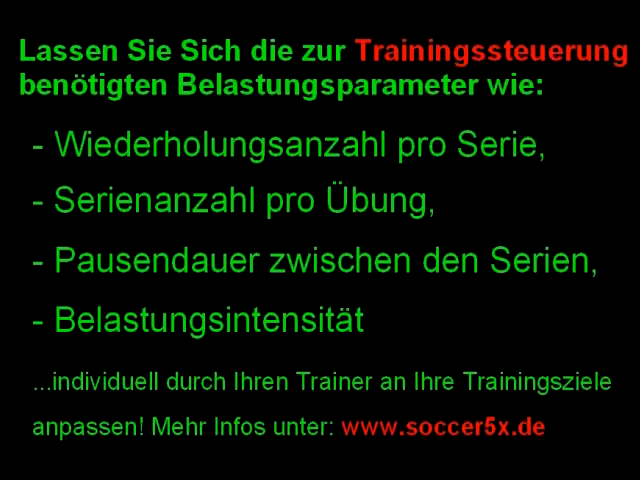 Lassen Sie Sich die zur Trainingssteuerung
benötigten Belastungsparameter wie:
- Wiederholungsanzahl pro Serie,
- Serienanzahl pro Übung,
- Pausendauer zwischen den Serien,
- Belastungsintensität
...individuell durch Ihren Trainer an Ihre Trainingsziele
anpassen! Mehr Infos unter: www.soccer5x.de